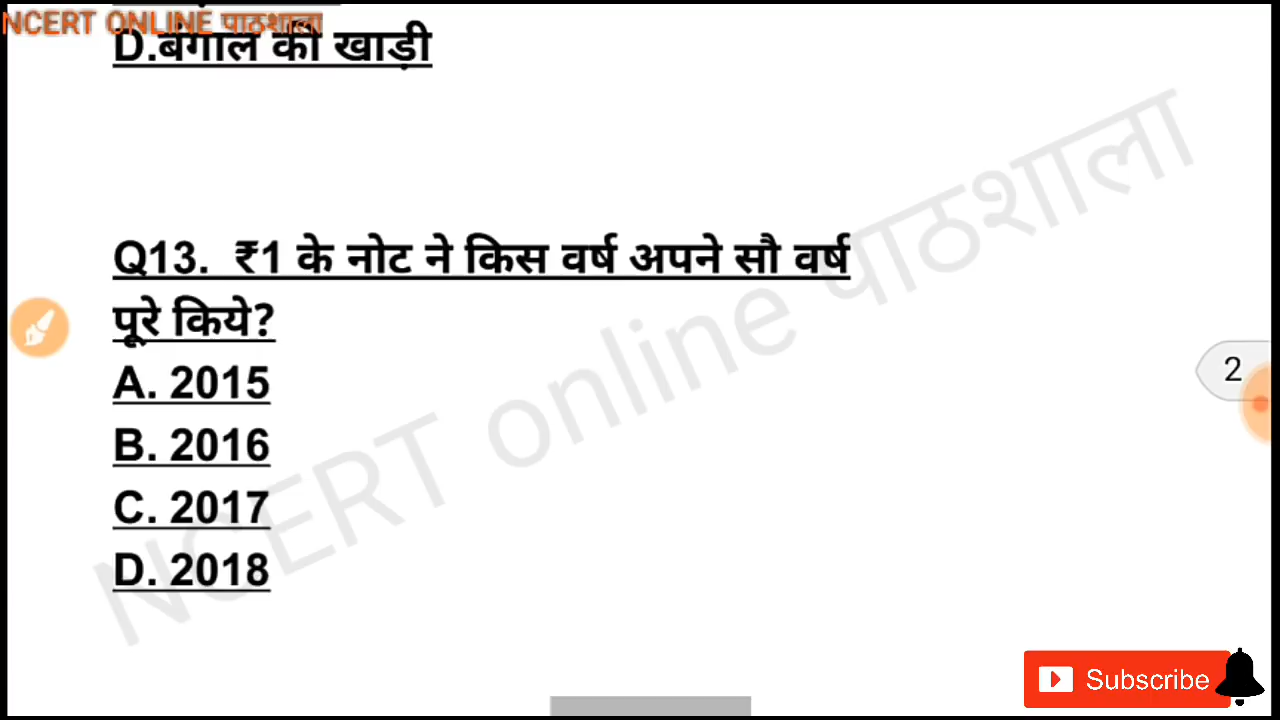 NCERT ONLINE पाठशाला
D.बंगाल की खाड़ी
Q13. ₹1 के नोट ने किस वर्ष अपने सौ वर्ष
पूरे किये?
A. 2015
B. 2016
C. 2017
D. 2018
NCERT online पाठशाला
2
Subscribe